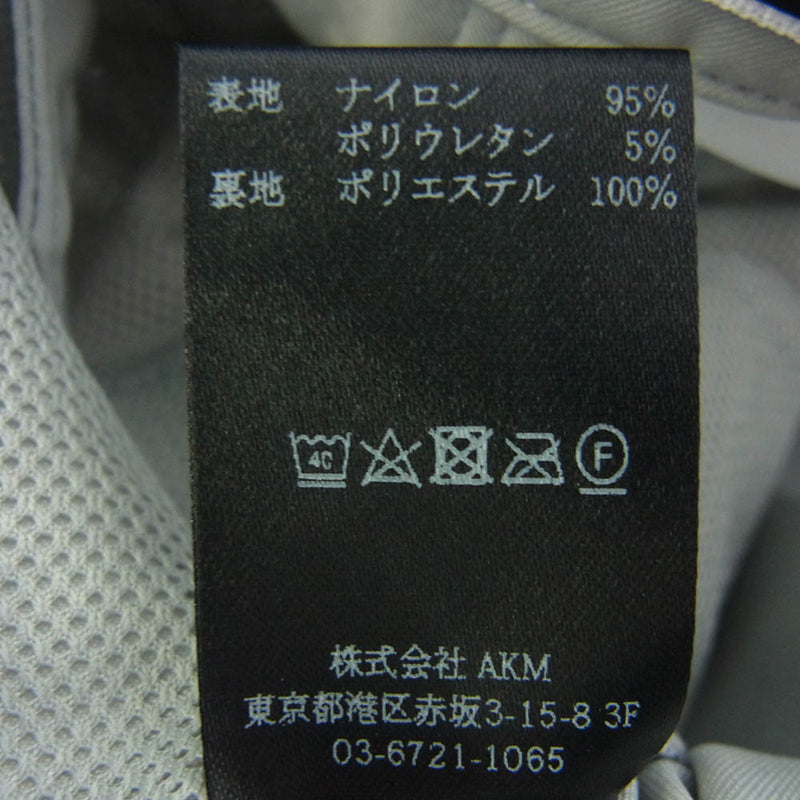 表地 ナイロン 95%
ポリウレタン 5%
裏地 ポリエステル 100%
40
F
株式会社 AKM
東京都港区赤坂3-15-8 3F
03-6721-1065